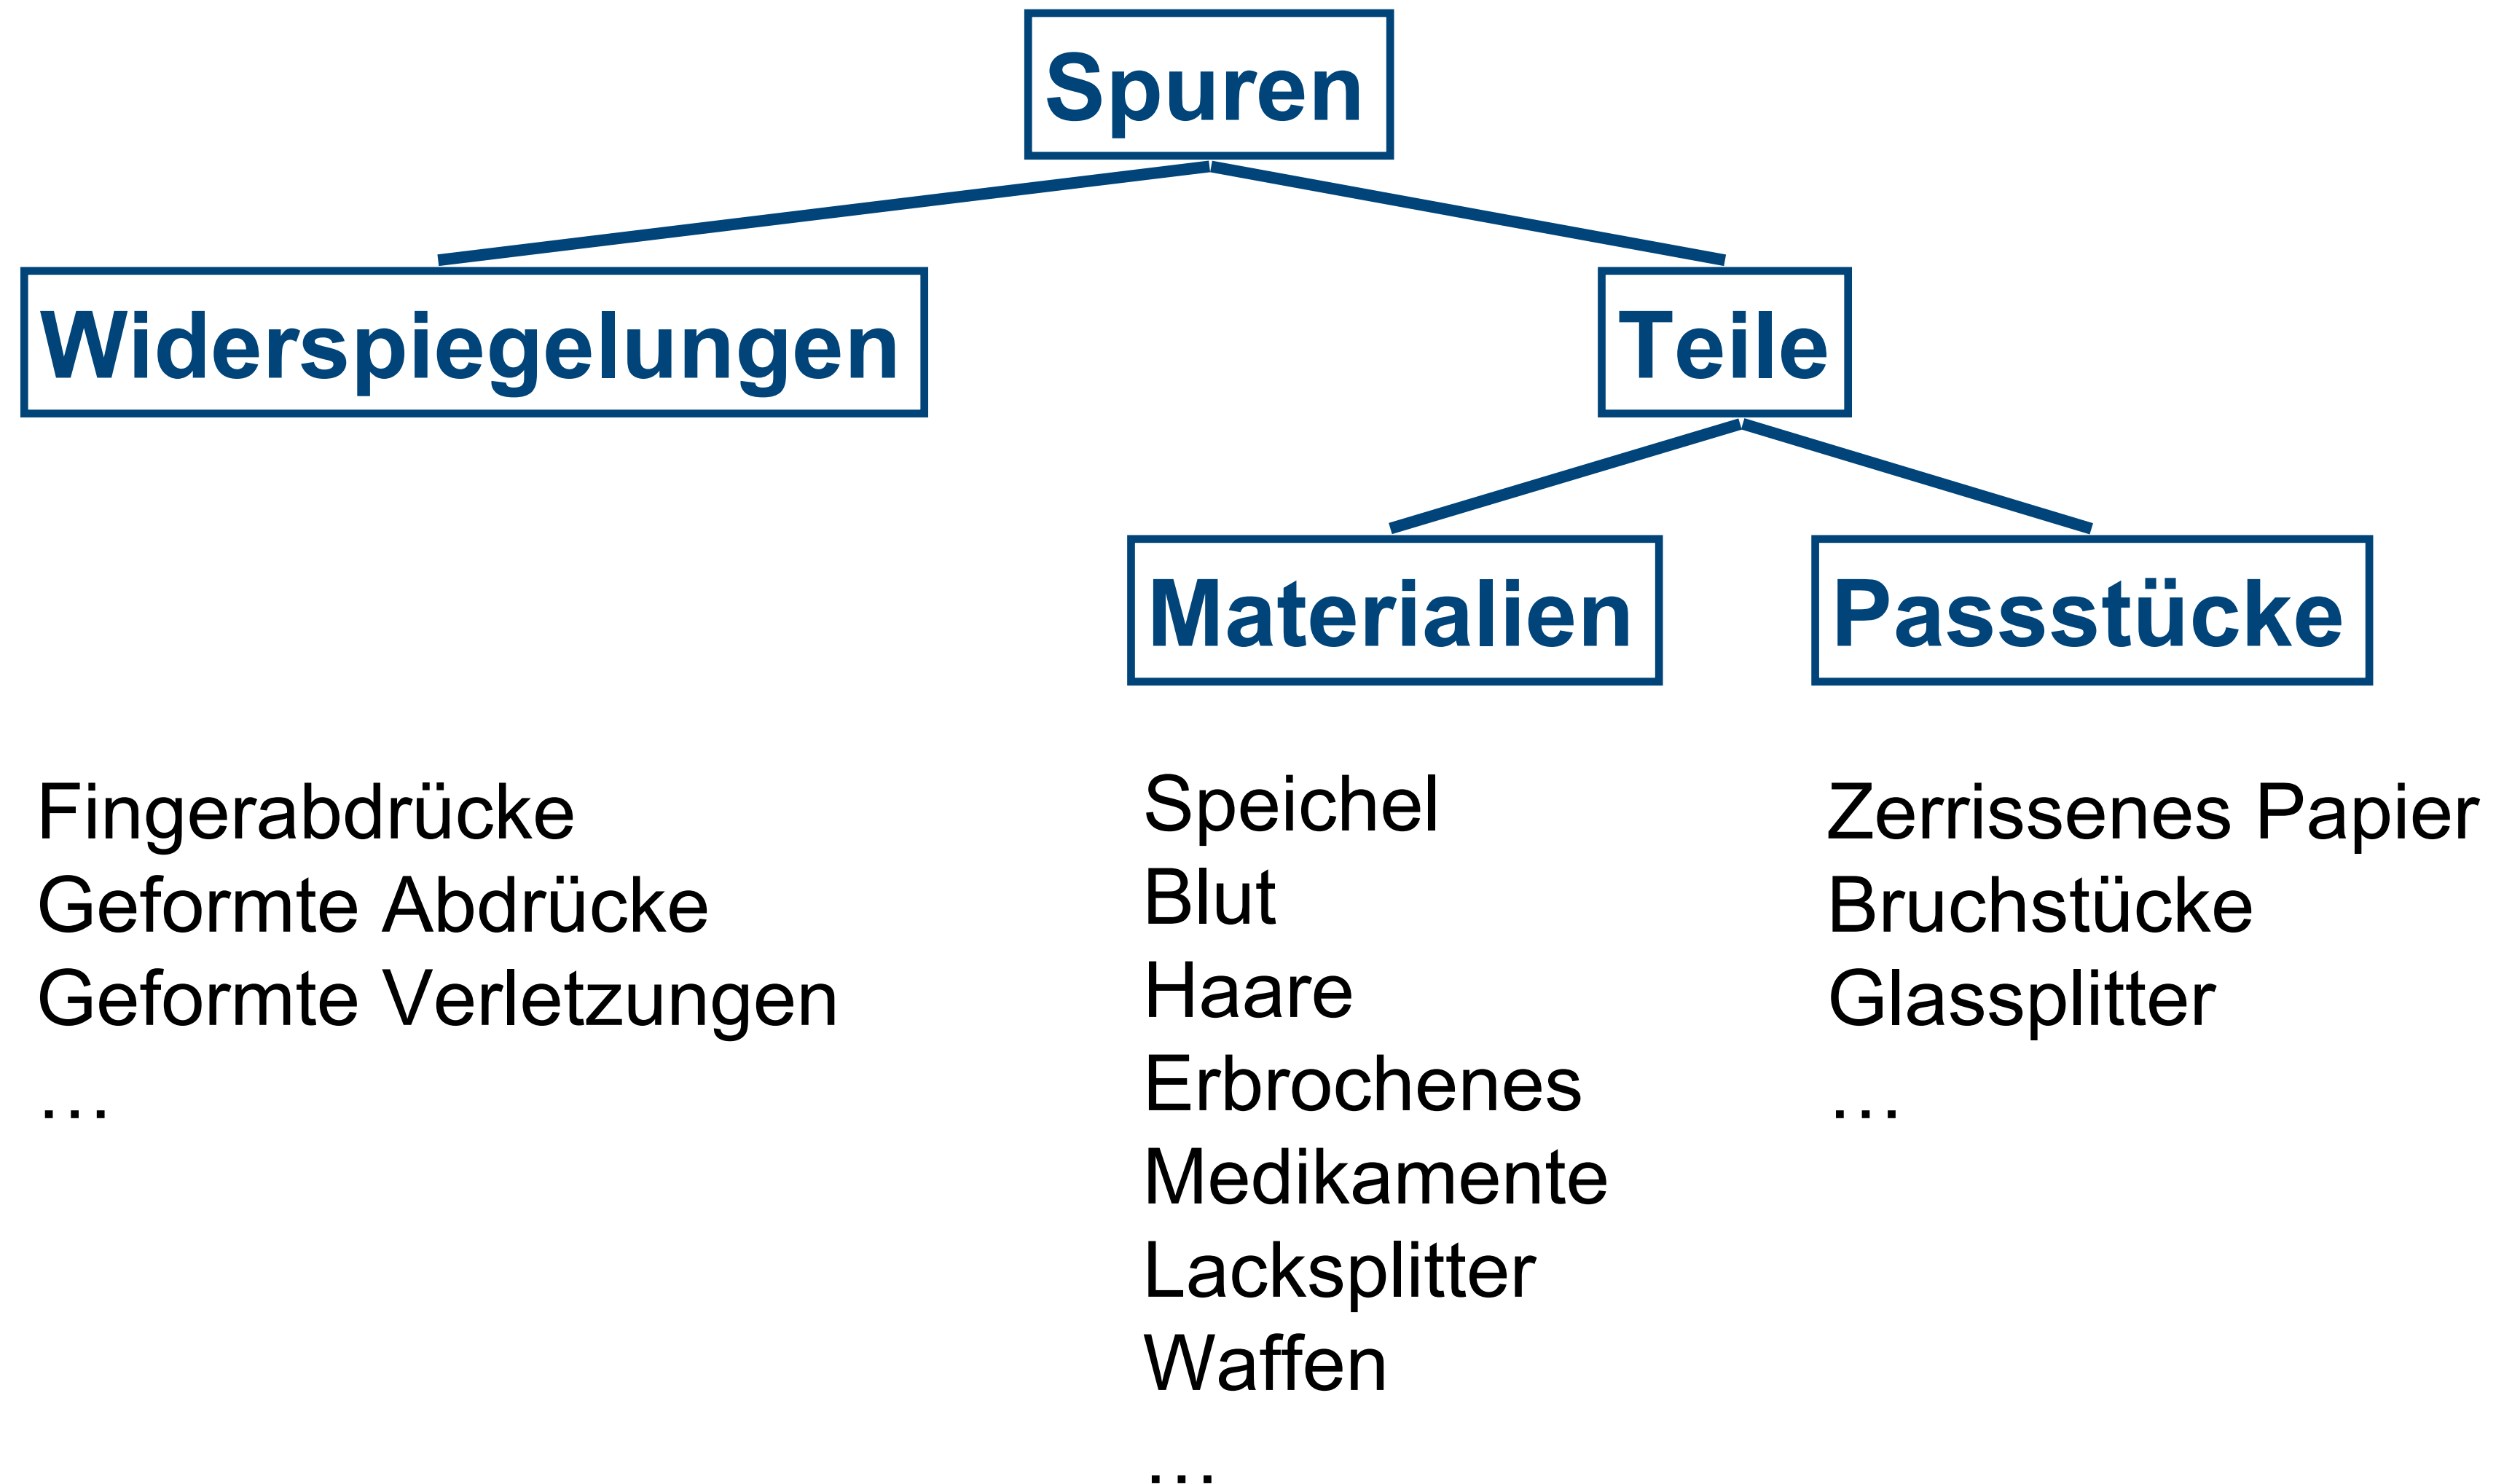 Spuren
Widerspiegelungen
Teile
Materialien
Passstücke
Fingerabdrücke
Geformte Abdrücke
Geformte Verletzungen
…
Speichel
Blut
Haare
Erbrochenes
Medikamente
Lacksplitter
Waffen
…
Zerrissenes Papier
Bruchstücke
Glassplitter
…